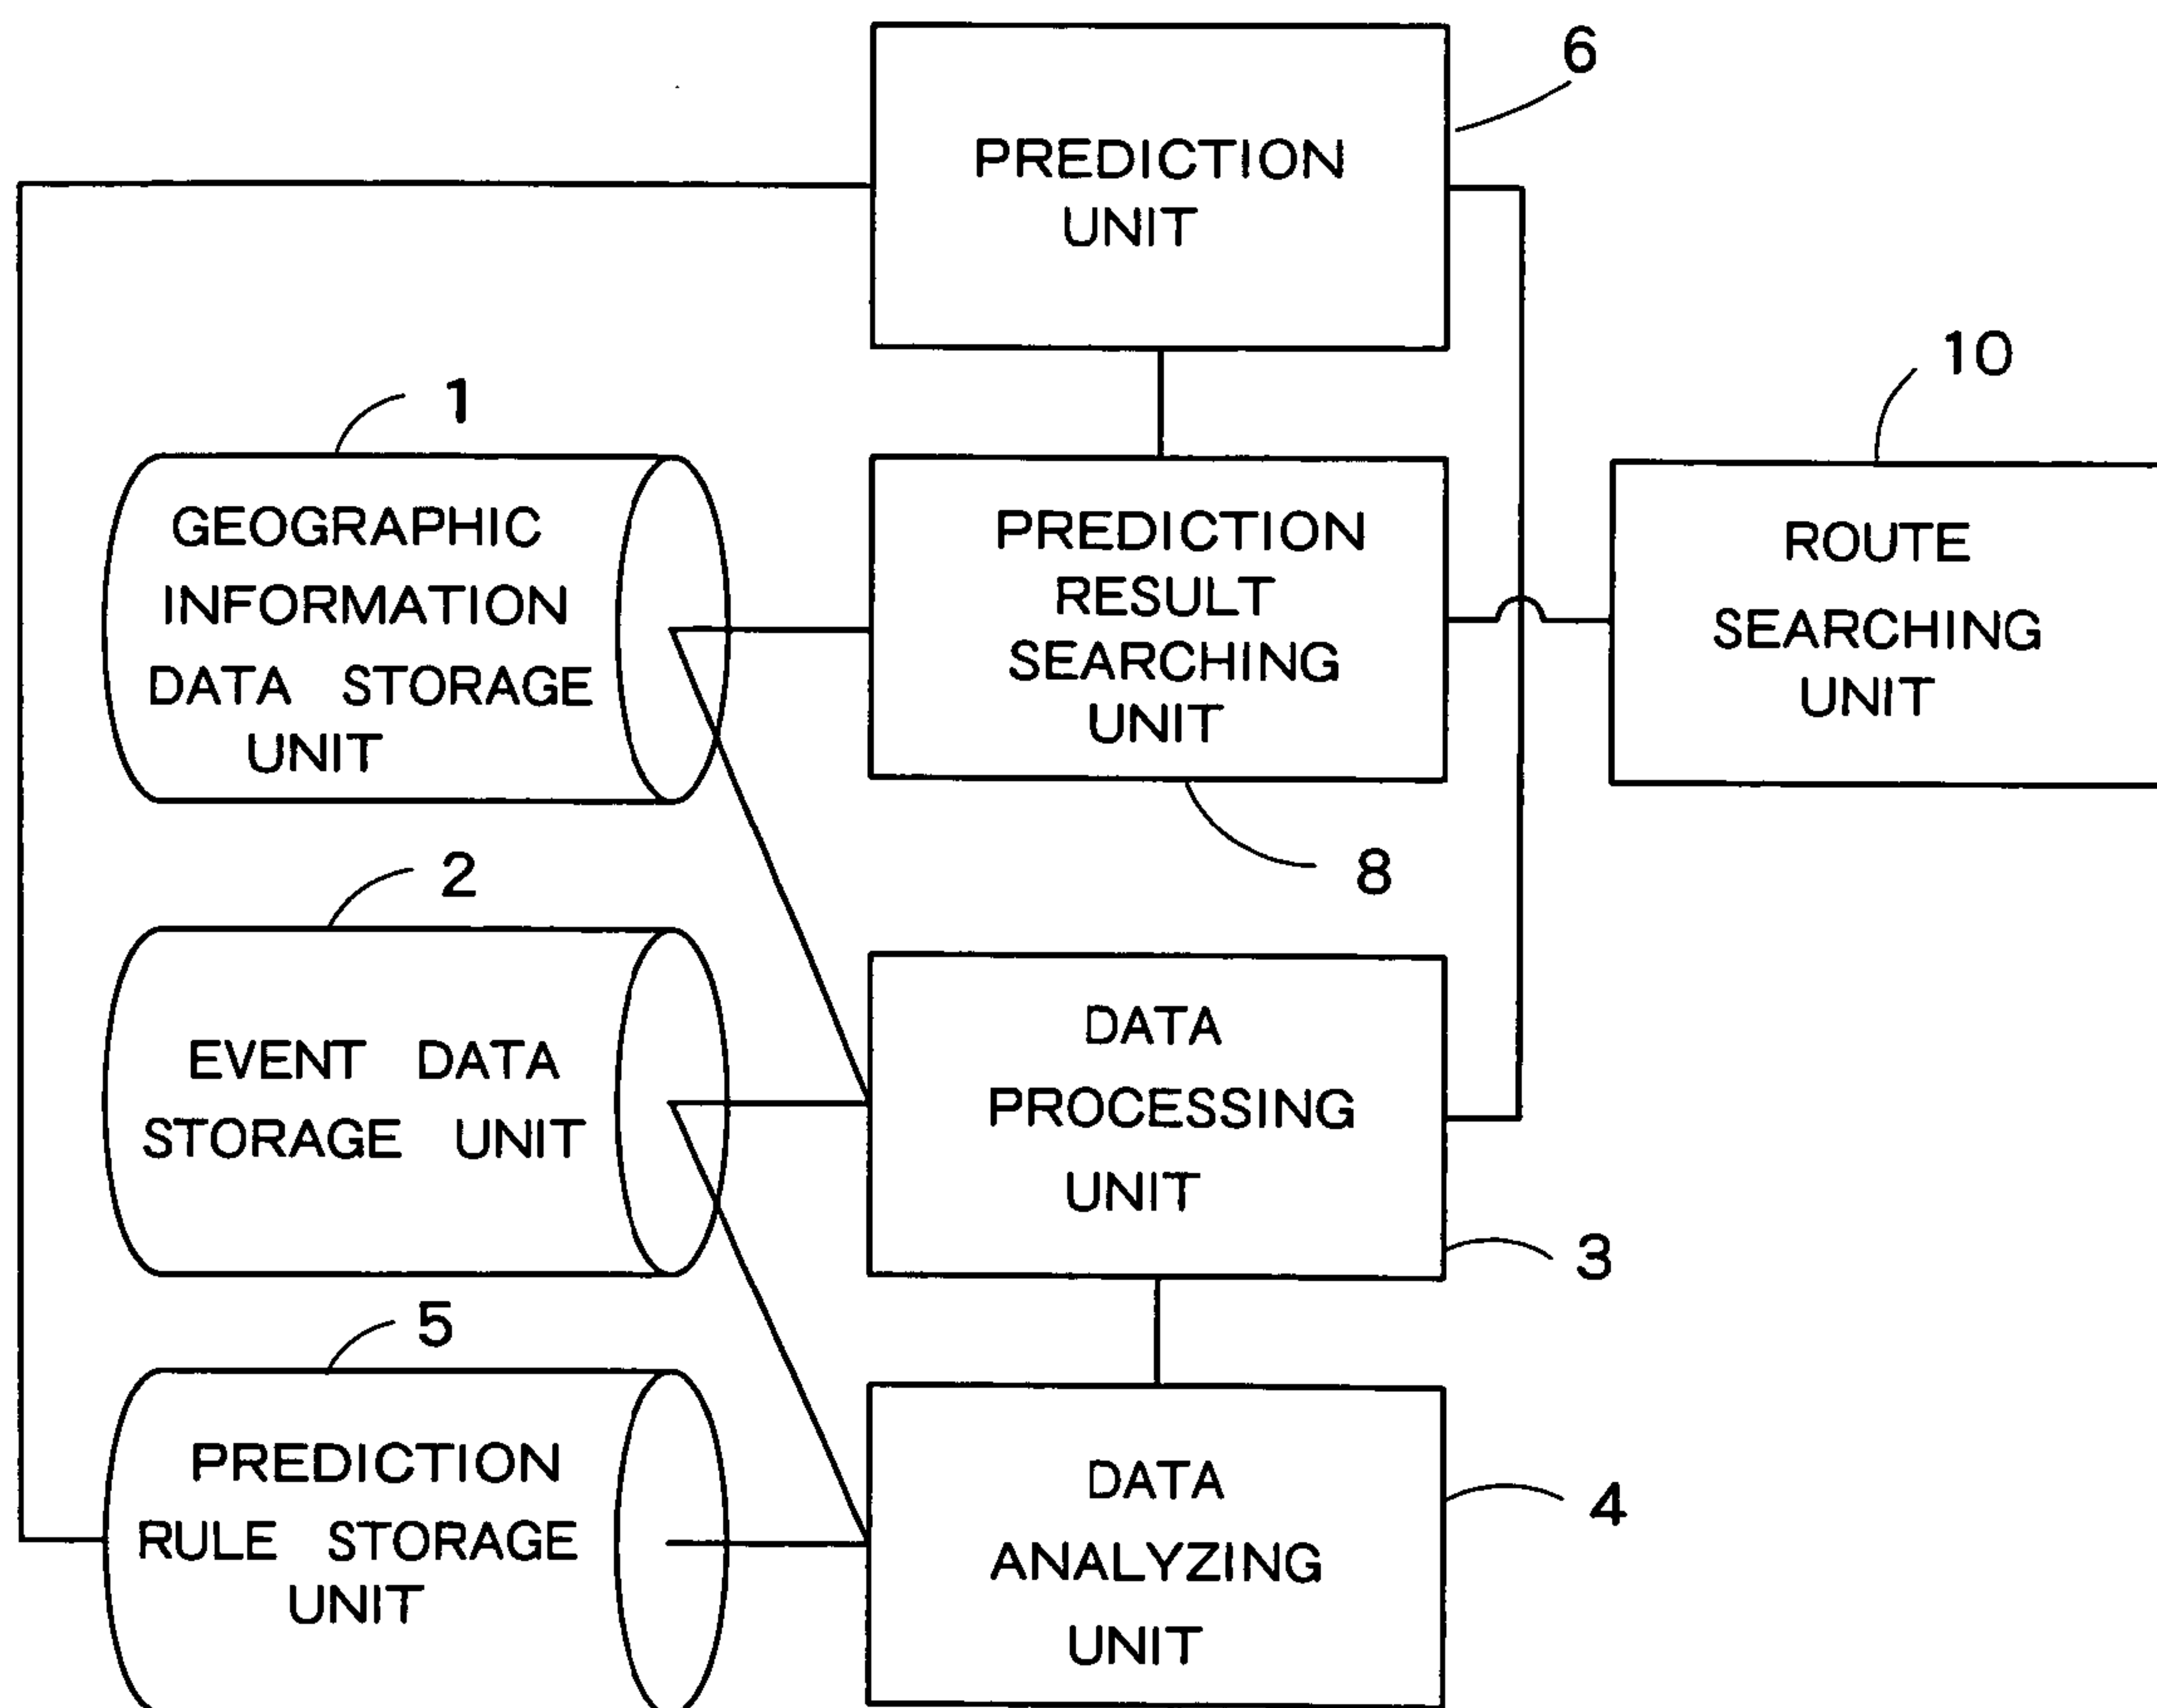 6
PREDICTION
UNIT
10
1
GEOGRAPHIC
INFORMATION
DATA STORAGE
UNIT
PREDICTION
RESULT
SEARCHING
UNIT
ROUTE
SEARCHING
UNIT
8
2
EVENT DATA
STORAGE UNIT
DATA
PROCESSING
UNIT
3
5
PREDICTION
RULE STORAGE
UNIT
DATA
ANALYZING
UNIT
4